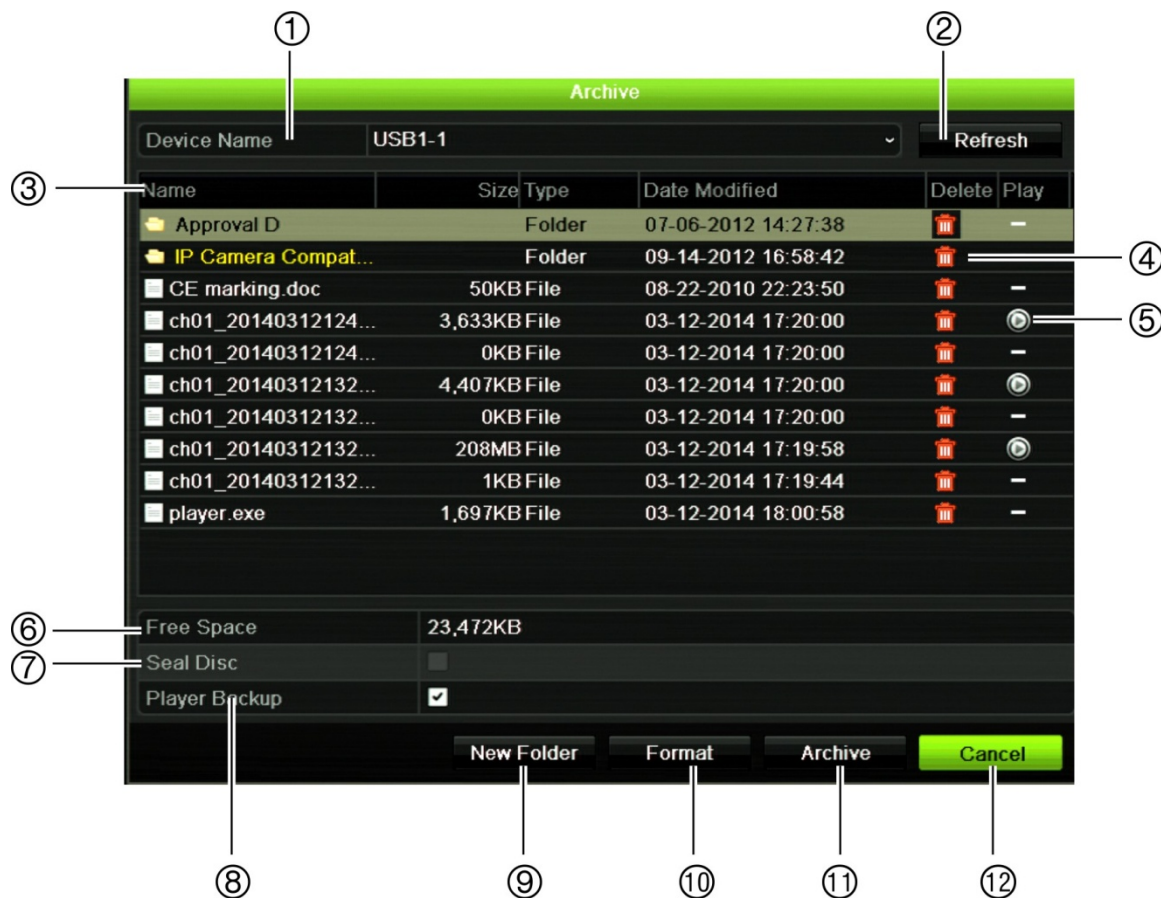 ① ②
Archive
Device Name USB1-1 Refresh
③ Name Size Type Date Modified Delete Play
Approval D Folder 07-06-2012 14:27:38 –
IP Camera Compat... Folder 09-14-2012 16:58:42 ④
CE marking.doc 50KB File 08-22-2010 22:23:50 –
ch01_20140312124... 3,633KB File 03-12-2014 17:20:00 ⑤
ch01_20140312124... 0KB File 03-12-2014 17:20:00 –
ch01_20140312132... 4,407KB File 03-12-2014 17:20:00
ch01_20140312132... 0KB File 03-12-2014 17:20:00 –
ch01_20140312132... 208MB File 03-12-2014 17:19:58
ch01_20140312132... 1KB File 03-12-2014 17:19:44 –
player.exe 1,697KB File 03-12-2014 18:00:58 –
⑥ Free Space 23,472KB
⑦ Seal Disc
Player Backup
New Folder Format Archive Cancel
⑧ ⑨ ⑩ ⑪ ⑫